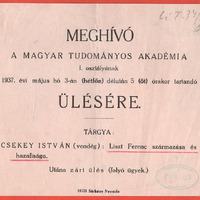 MEGHÍVÓ
A MAGYAR TUDOMÁNYOS AKADÉMIA
I. osztályának
1937. évi május hó 3-án (hétfőn) délután 5 (öt) órakor tartandó
ÜLÉSÉRE.
TÁRGYA:
CSEKEY ISTVÁN (vendég): Liszt Ferenc származása és
hazafisága.
Utána zárt ülés (folyó ügyek.)